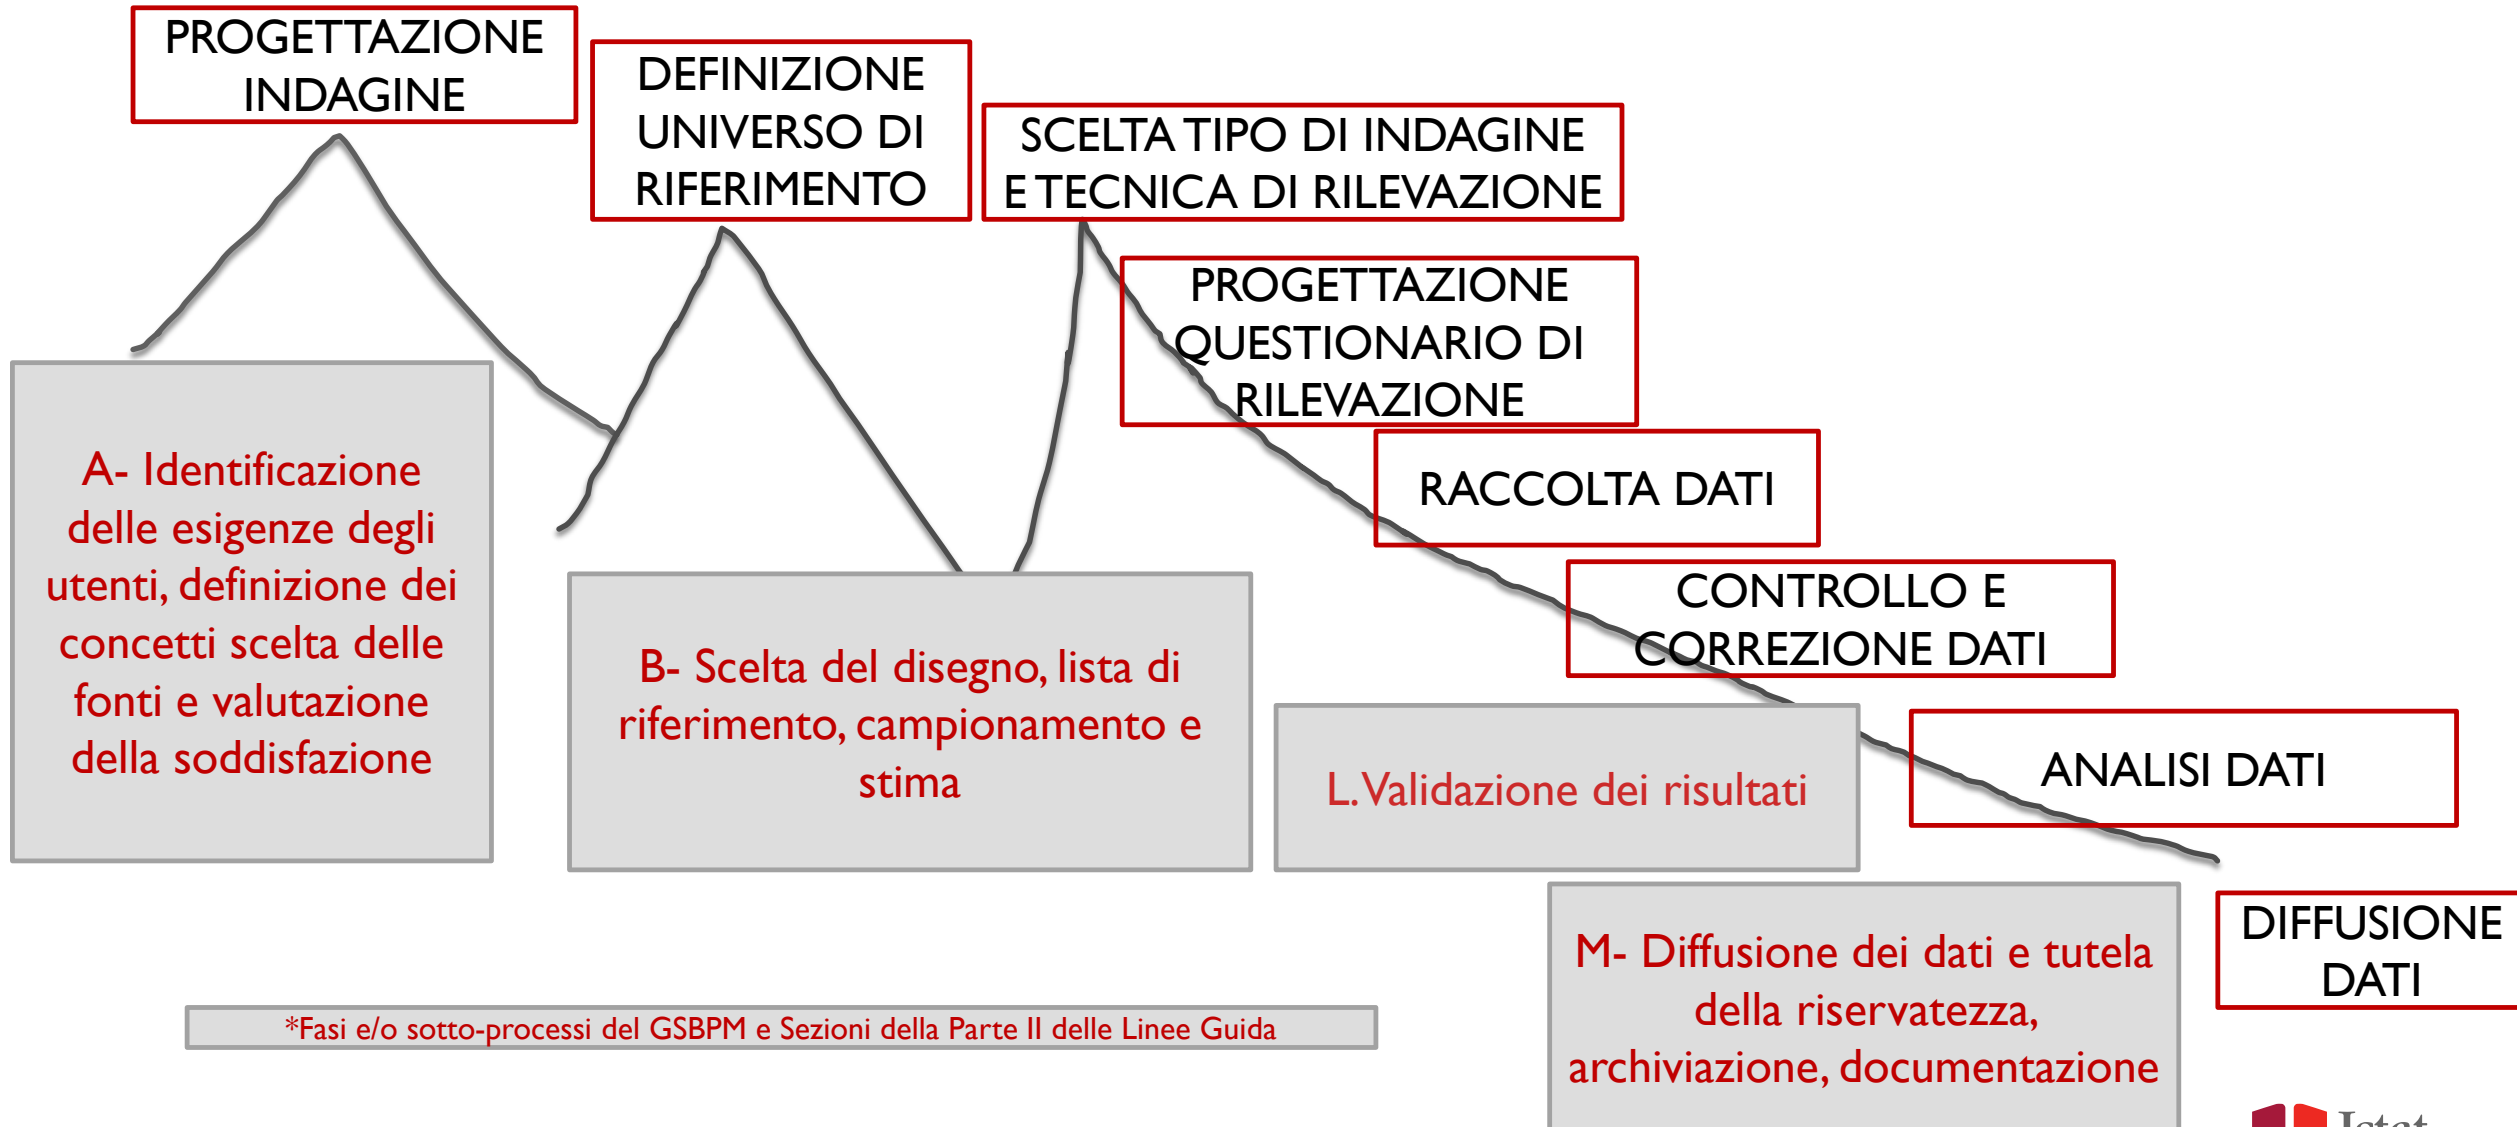 PROGETTAZIONE
INDAGINE
DEFINIZIONE
UNIVERSO DI
RIFERIMENTO
SCELTA TIPO DI INDAGINE
E TECNICA DI RILEVAZIONE
PROGETTAZIONE
QUESTIONARIO DI
RILEVAZIONE
RACCOLTA DATI
CONTROLLO E
CORREZIONE DATI
ANALISI DATI
DIFFUSIONE
DATI
A- Identificazione
delle esigenze degli
utenti, definizione dei
concetti scelta delle
fonti e valutazione
della soddisfazione
B- Scelta del disegno, lista di
riferimento, campionamento e
stima
L. Validazione dei risultati
M- Diffusione dei dati e tutela
della riservatezza,
archiviazione, documentazione
*Fasi e/o sotto-processi del GSBPM e Sezioni della Parte II delle Linee Guida
Istat